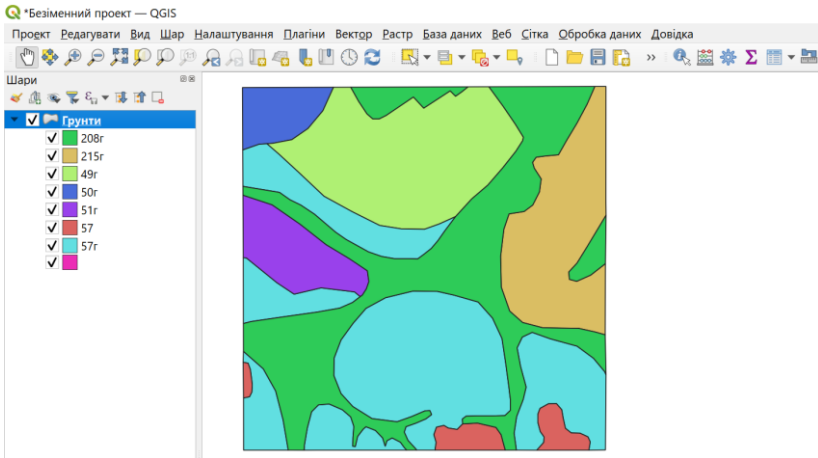 *Безіменний проект — QGIS
Проект Редагувати Вид Шар Налаштування Плагіни Вектор Растр База даних Веб Сітка Обробка даних Довідка
Шари
Грунти
208г
215г
49г
50г
51г
57
57г